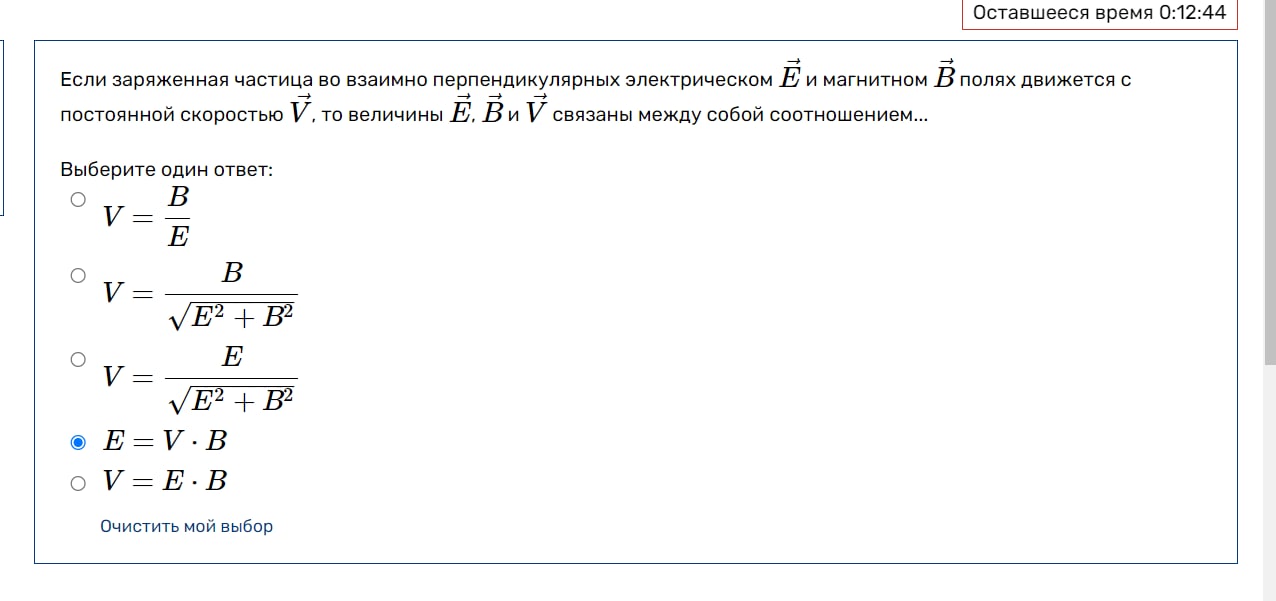 Оставшееся время 0:12:44
Если заряженная частица во взаимно перпендикулярных электрическом $\vec{E}$ и магнитном $\vec{B}$ полях движется с
постоянной скоростью $\vec{V}$, то величины $\vec{E}$, $\vec{B}$ и $\vec{V}$ связаны между собой соотношением...
Выберите один ответ:
$V = \frac{B}{E}$
$V = \frac{B}{\sqrt{E^2 + B^2}}$
$V = \frac{E}{\sqrt{E^2 + B^2}}$
$E = V \cdot B$
$V = E \cdot B$
Очистить мой выбор